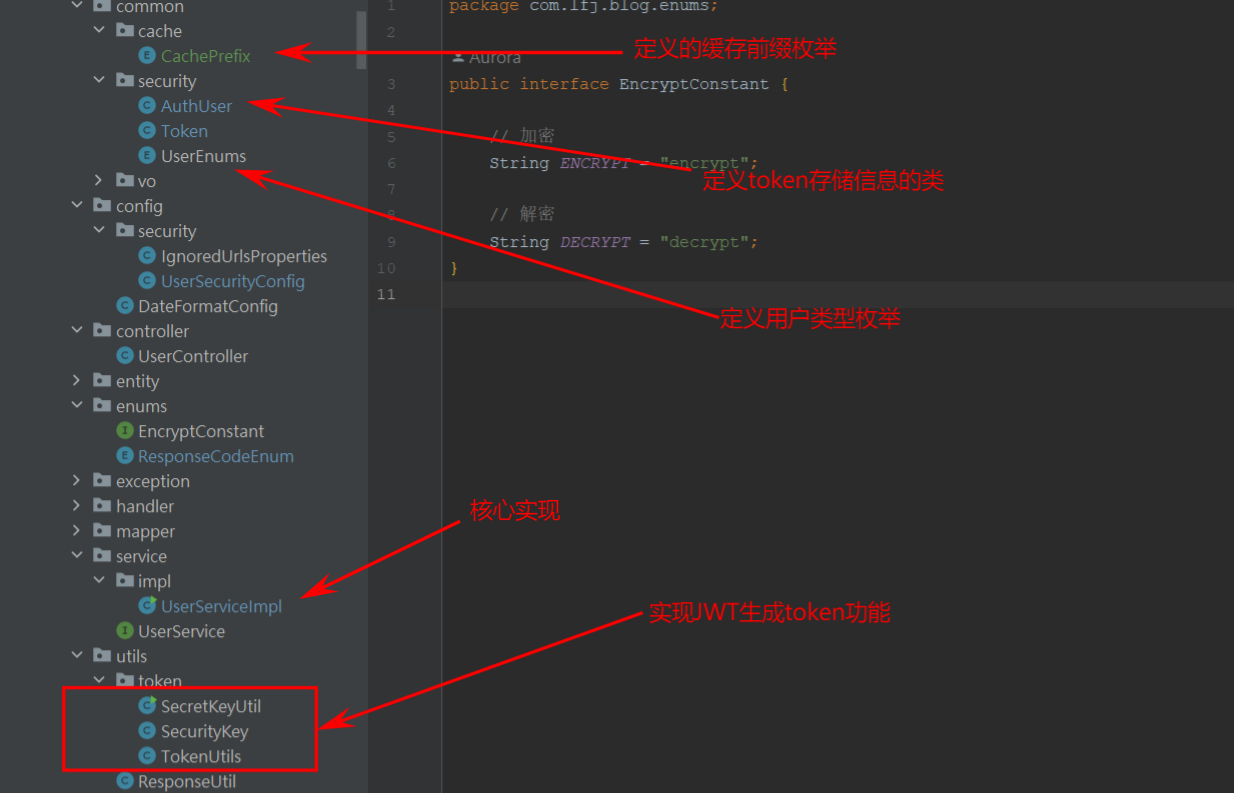 common
cache
CachePrefix
security
AuthUser
Token
UserEnums
vo
config
security
IgnoredUrlsProperties
UserSecurityConfig
DateFormatConfig
controller
UserController
entity
enums
EncryptConstant
ResponseCodeEnum
exception
handler
mapper
service
impl
UserServiceImpl
UserService
utils
token
SecretKeyUtil
SecurityKey
TokenUtils
ResponseUtil
1 package com.lfj.blog.enums;
2
Aurora
3 public interface EncryptConstant {
4
5 // 加密
6 String ENCRYPT = "encrypt";
7
8 // 解密
9 String DECRYPT = "decrypt";
10 }
11
定义的缓存前缀枚举
定义token存储信息的类
定义用户类型枚举
核心实现
实现JWT生成token功能